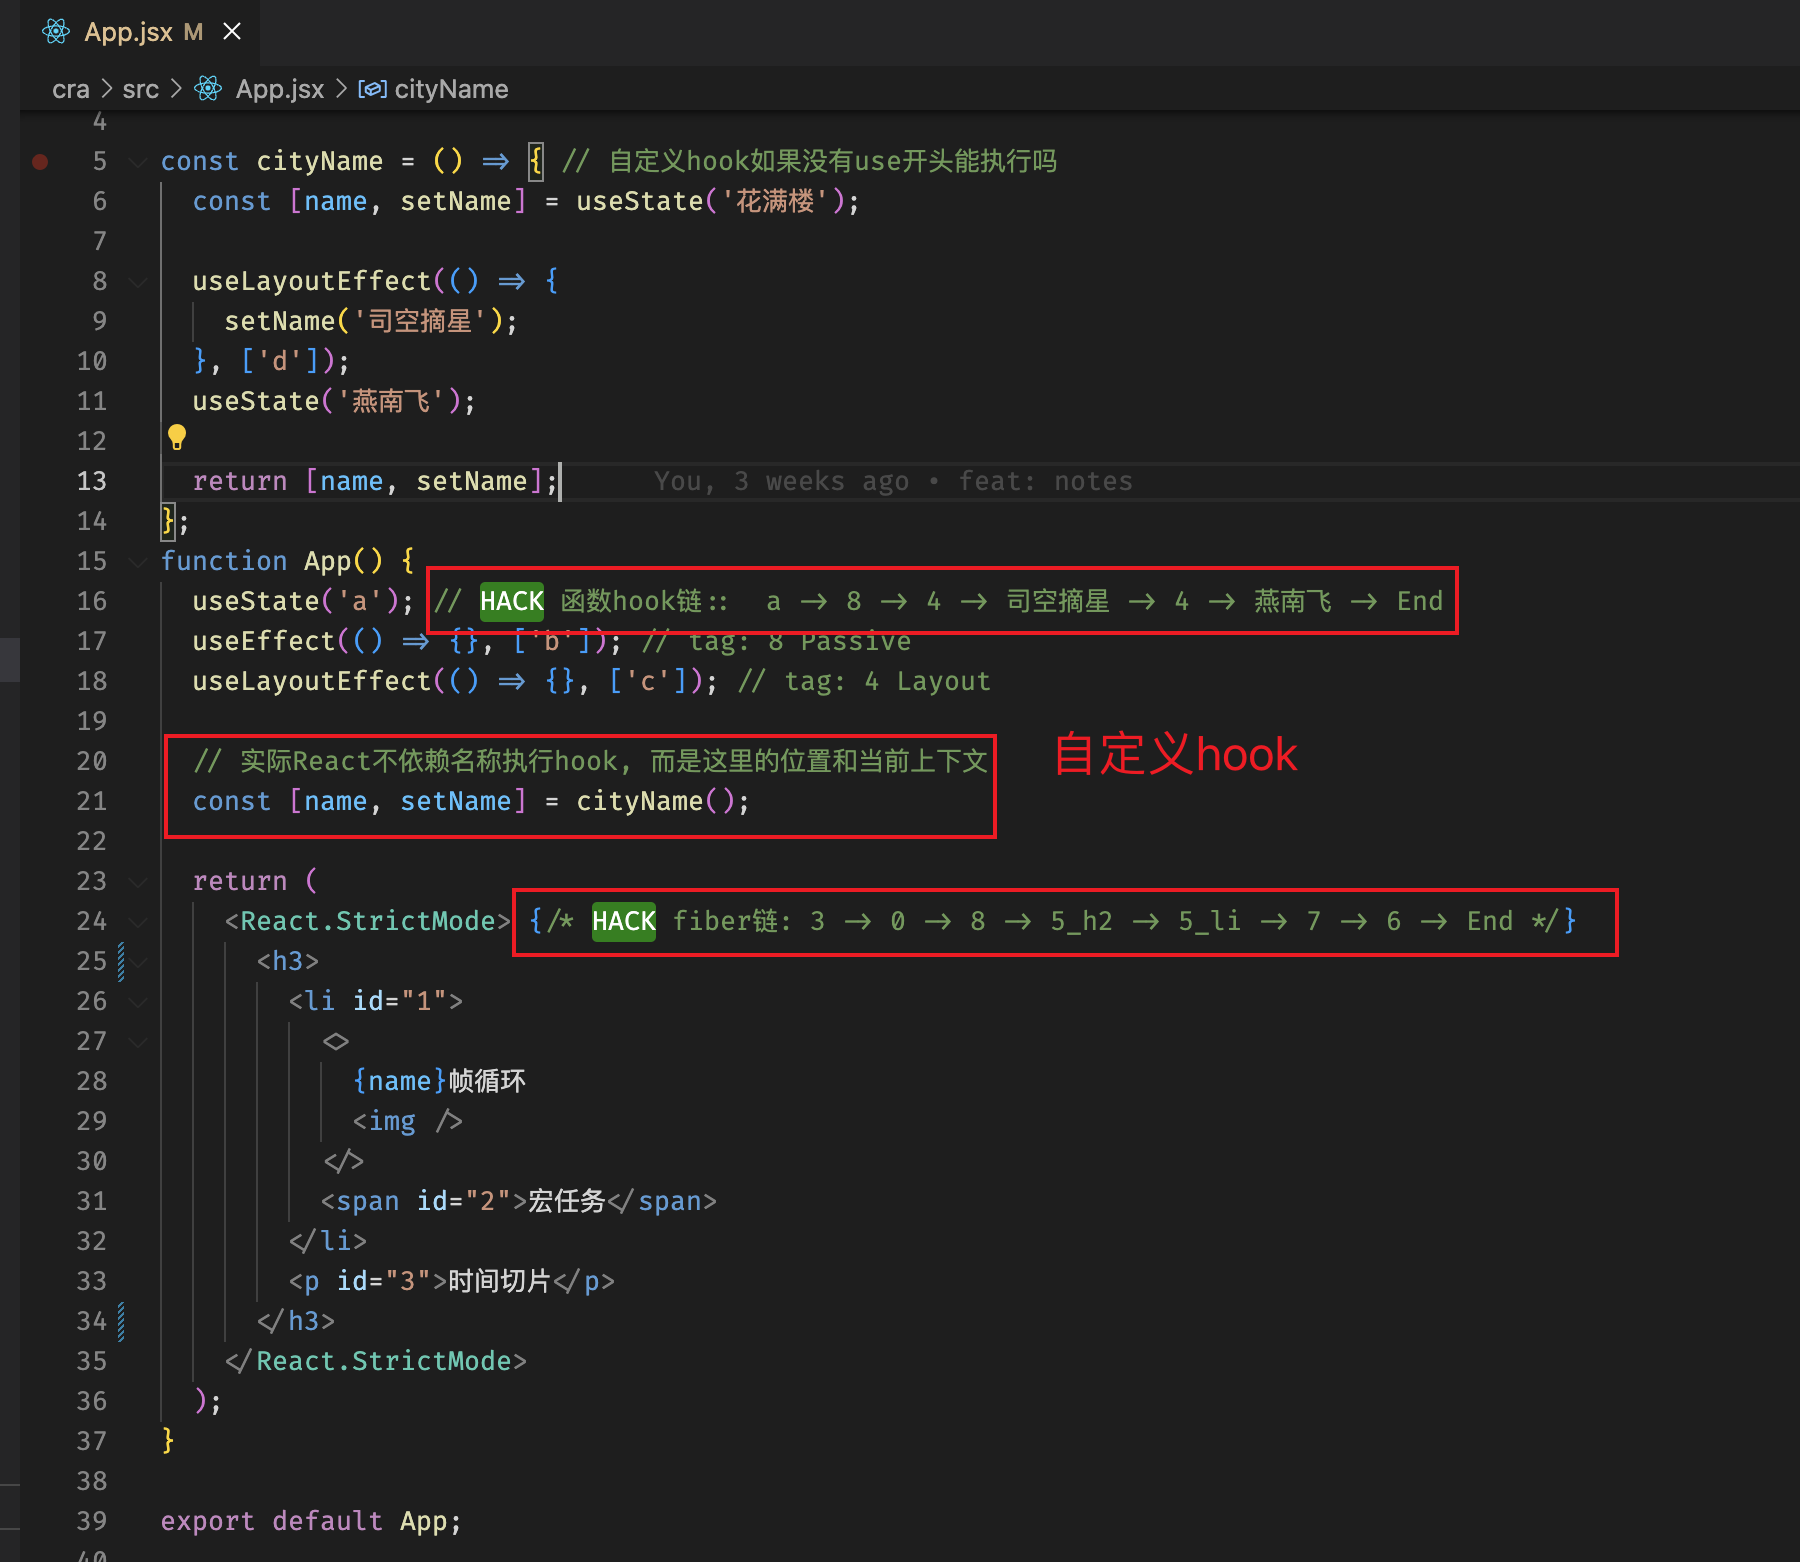 App.jsx M
cra > src > App.jsx > cityName
4
5 const cityName = () => { // 自定义hook如果没有use开头能执行吗
6 const [name, setName] = useState('花满楼');
7
8 useLayoutEffect(() => {
9 setName('司空摘星');
10 }, ['d']);
11 useState('燕南飞');
12
13 return [name, setName]; You, 3 weeks ago • feat: notes
14 };
15 function App() {
16 useState('a'); // HACK 函数hook链:: a -> 8 -> 4 -> 司空摘星 -> 4 -> 燕南飞 -> End
17 useEffect(() => {}, ['b']); // tag: 8 Passive
18 useLayoutEffect(() => {}, ['c']); // tag: 4 Layout
19
自定义hook
20 // 实际React不依赖名称执行hook, 而是这里的位置和当前上下文
21 const [name, setName] = cityName();
22
23 return (
24 <React.StrictMode> {/* HACK fiber链: 3 -> 0 -> 8 -> 5_h2 -> 5_li -> 7 -> 6 -> End */}
25 <h3>
26 <li id="1">
27 <>
28 {name}帧循环
29 <img />
30 </>
31 <span id="2">宏任务</span>
32 </li>
33 <p id="3">时间切片</p>
34 </h3>
35 </React.StrictMode>
36 );
37 }
38
39 export default App;
40